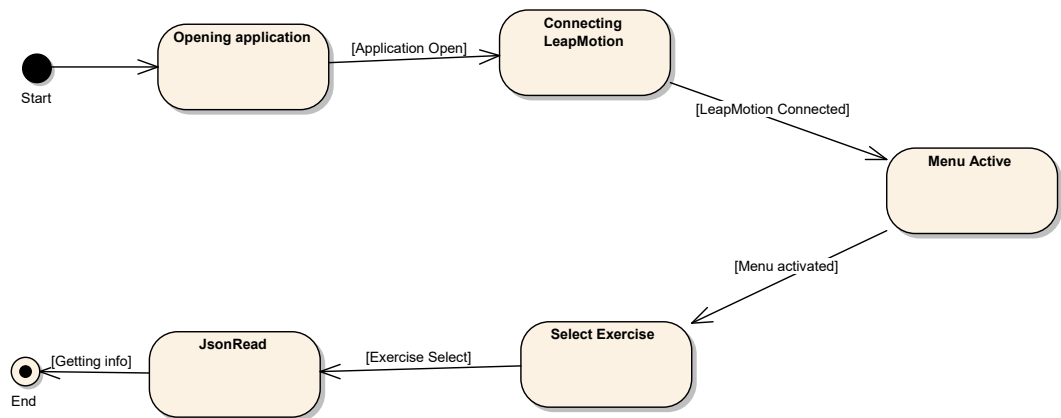 Opening application
[Application Open]
Connecting
LeapMotion
Start
[LeapMotion Connected]
Menu Active
[Menu activated]
Select Exercise
[Exercise Select]
JsonRead
[Getting info]
End